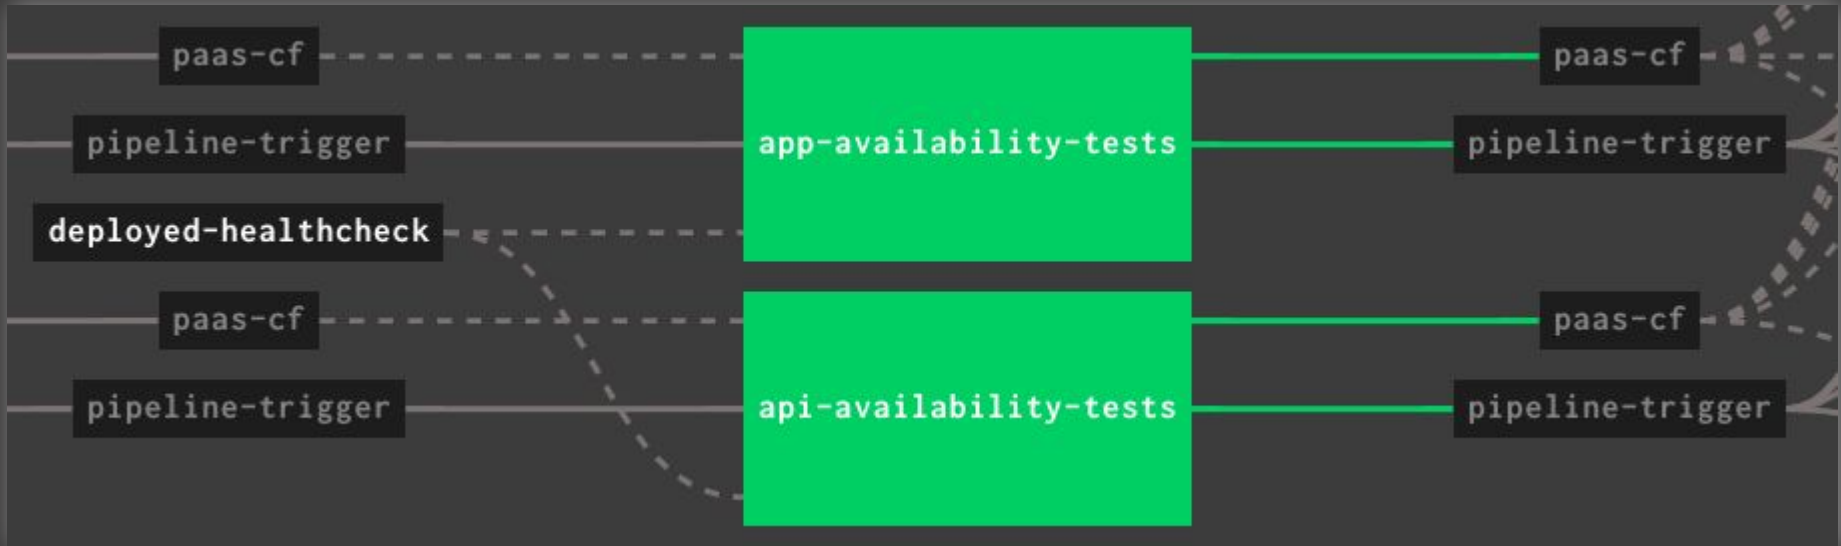 paas-cf
pipeline-trigger
deployed-healthcheck
paas-cf
pipeline-trigger
app-availability-tests
api-availability-tests
paas-cf
pipeline-trigger
paas-cf
pipeline-trigger